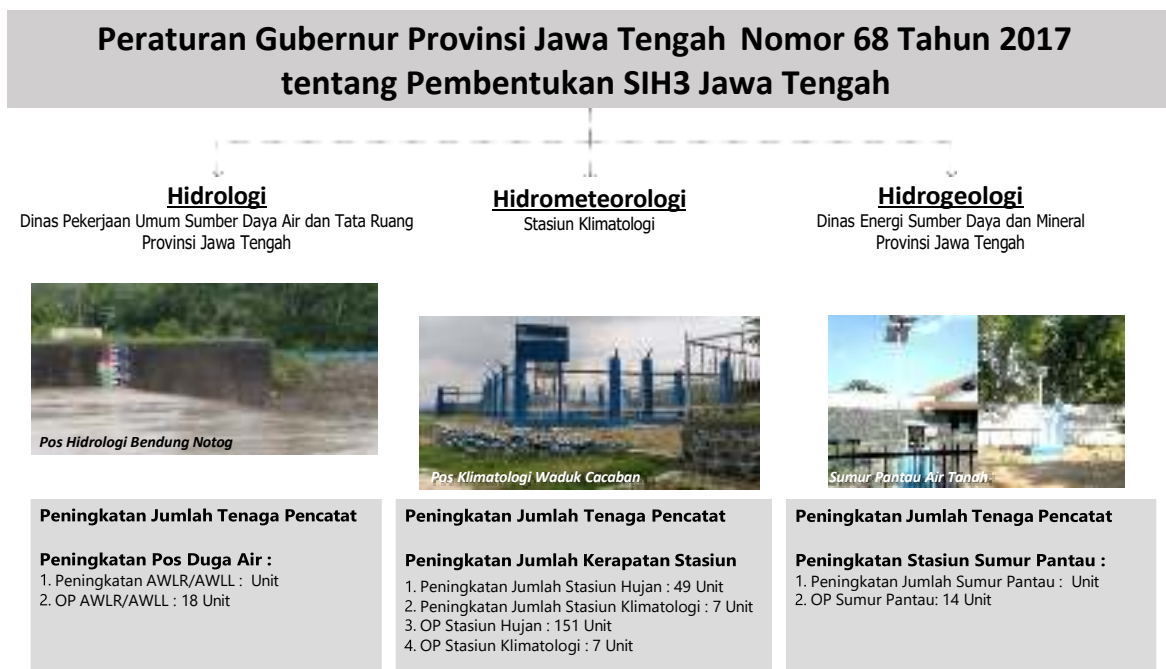 Peraturan Gubernur Provinsi Jawa Tengah Nomor 68 Tahun 2017
tentang Pembentukan SIH3 Jawa Tengah
Hidrologi
Dinas Pekerjaan Umum Sumber Daya Air dan Tata Ruang
Provinsi Jawa Tengah
Pos Hidrologi Bendung Notog
Peningkatan Jumlah Tenaga Pencatat
Peningkatan Pos Duga Air :
1. Peningkatan AWLR/AWLL : Unit
2. OP AWLR/AWLL : 18 Unit
Hidrometeorologi
Stasiun Klimatologi
Pos Klimatologi Waduk Cacaban
Peningkatan Jumlah Tenaga Pencatat
Peningkatan Jumlah Kerapatan Stasiun
1. Peningkatan Jumlah Stasiun Hujan : 49 Unit
2. Peningkatan Jumlah Stasiun Klimatologi : 7 Unit
3. OP Stasiun Hujan : 151 Unit
4. OP Stasiun Klimatologi : 7 Unit
Hidrogeologi
Dinas Energi Sumber Daya dan Mineral
Provinsi Jawa Tengah
Sumur Pantau Air Tanah
Peningkatan Jumlah Tenaga Pencatat
Peningkatan Stasiun Sumur Pantau :
1. Peningkatan Jumlah Sumur Pantau : Unit
2. OP Sumur Pantau: 14 Unit